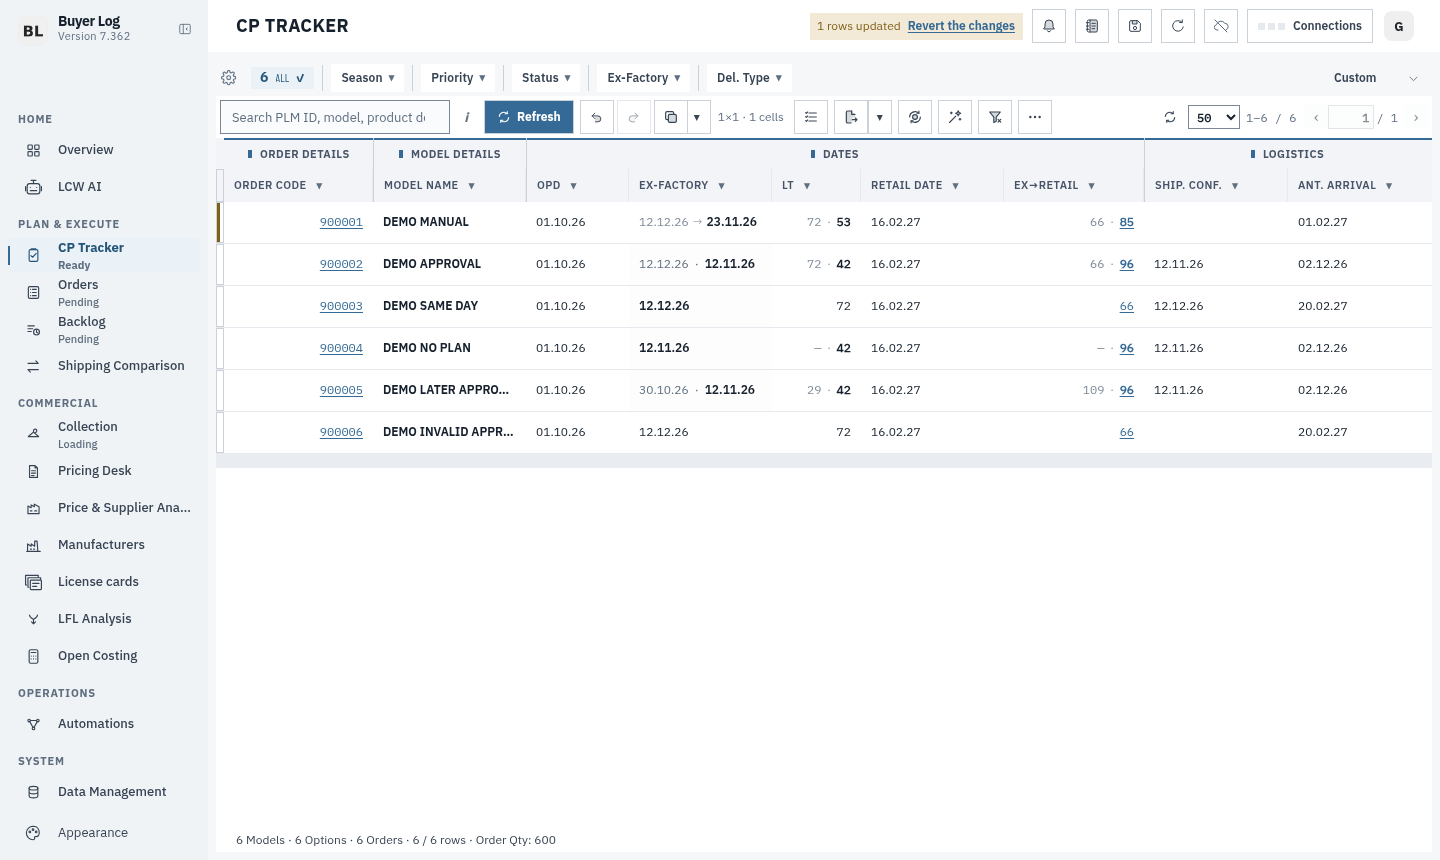 BL
Buyer Log
Version 7.362
HOME
Overview
LCW AI
PLAN & EXECUTE
CP Tracker
Ready
Orders
Pending
Backlog
Pending
Shipping Comparison
COMMERCIAL
Collection
Loading
Pricing Desk
Price & Supplier Ana...
Manufacturers
License cards
LFL Analysis
Open Costing
OPERATIONS
Automations
SYSTEM
Data Management
Appearance
CP TRACKER
1 rows updated Revert the changes
Connections
G
6 ALL ✓
Season ▼
Priority ▼
Status ▼
Ex-Factory ▼
Del. Type ▼
Custom
Search PLM ID, model, product de
i
Refresh
▼
1×1 · 1 cells
▼
50
1–6 / 6
‹ 1 / 1 ›
ORDER DETAILS MODEL DETAILS DATES LOGISTICS
ORDER CODE ▼ MODEL NAME ▼ OPD ▼ EX-FACTORY ▼ LT ▼ RETAIL DATE ▼ EX→RETAIL ▼ SHIP. CONF. ▼ ANT. ARRIVAL ▼
900001 DEMO MANUAL 01.10.26 12.12.26 → 23.11.26 72 · 53 16.02.27 66 · 85 01.02.27
900002 DEMO APPROVAL 01.10.26 12.12.26 · 12.11.26 72 · 42 16.02.27 66 · 96 12.11.26 02.12.26
900003 DEMO SAME DAY 01.10.26 12.12.26 72 16.02.27 66 12.12.26 20.02.27
900004 DEMO NO PLAN 01.10.26 12.11.26 — · 42 16.02.27 — · 96 12.11.26 02.12.26
900005 DEMO LATER APPRO... 01.10.26 30.10.26 · 12.11.26 29 · 42 16.02.27 109 · 96 12.11.26 02.12.26
900006 DEMO INVALID APPR... 01.10.26 12.12.26 72 16.02.27 66 20.02.27
6 Models · 6 Options · 6 Orders · 6 / 6 rows · Order Qty: 600